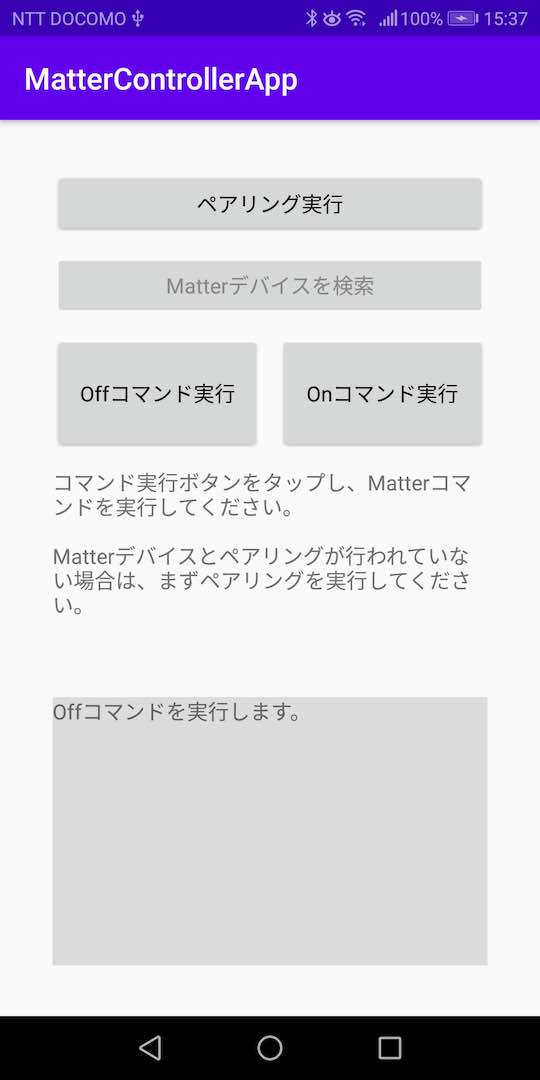 NTT DOCOMO 100% 15:37
MatterControllerApp
ペアリング実行
Matterデバイスを検索
Offコマンド実行 Onコマンド実行
コマンド実行ボタンをタップし、Matterコマ
ンドを実行してください。
Matterデバイスとペアリングが行われていな
い場合は、まずペアリングを実行してくださ
い。
Offコマンドを実行します。